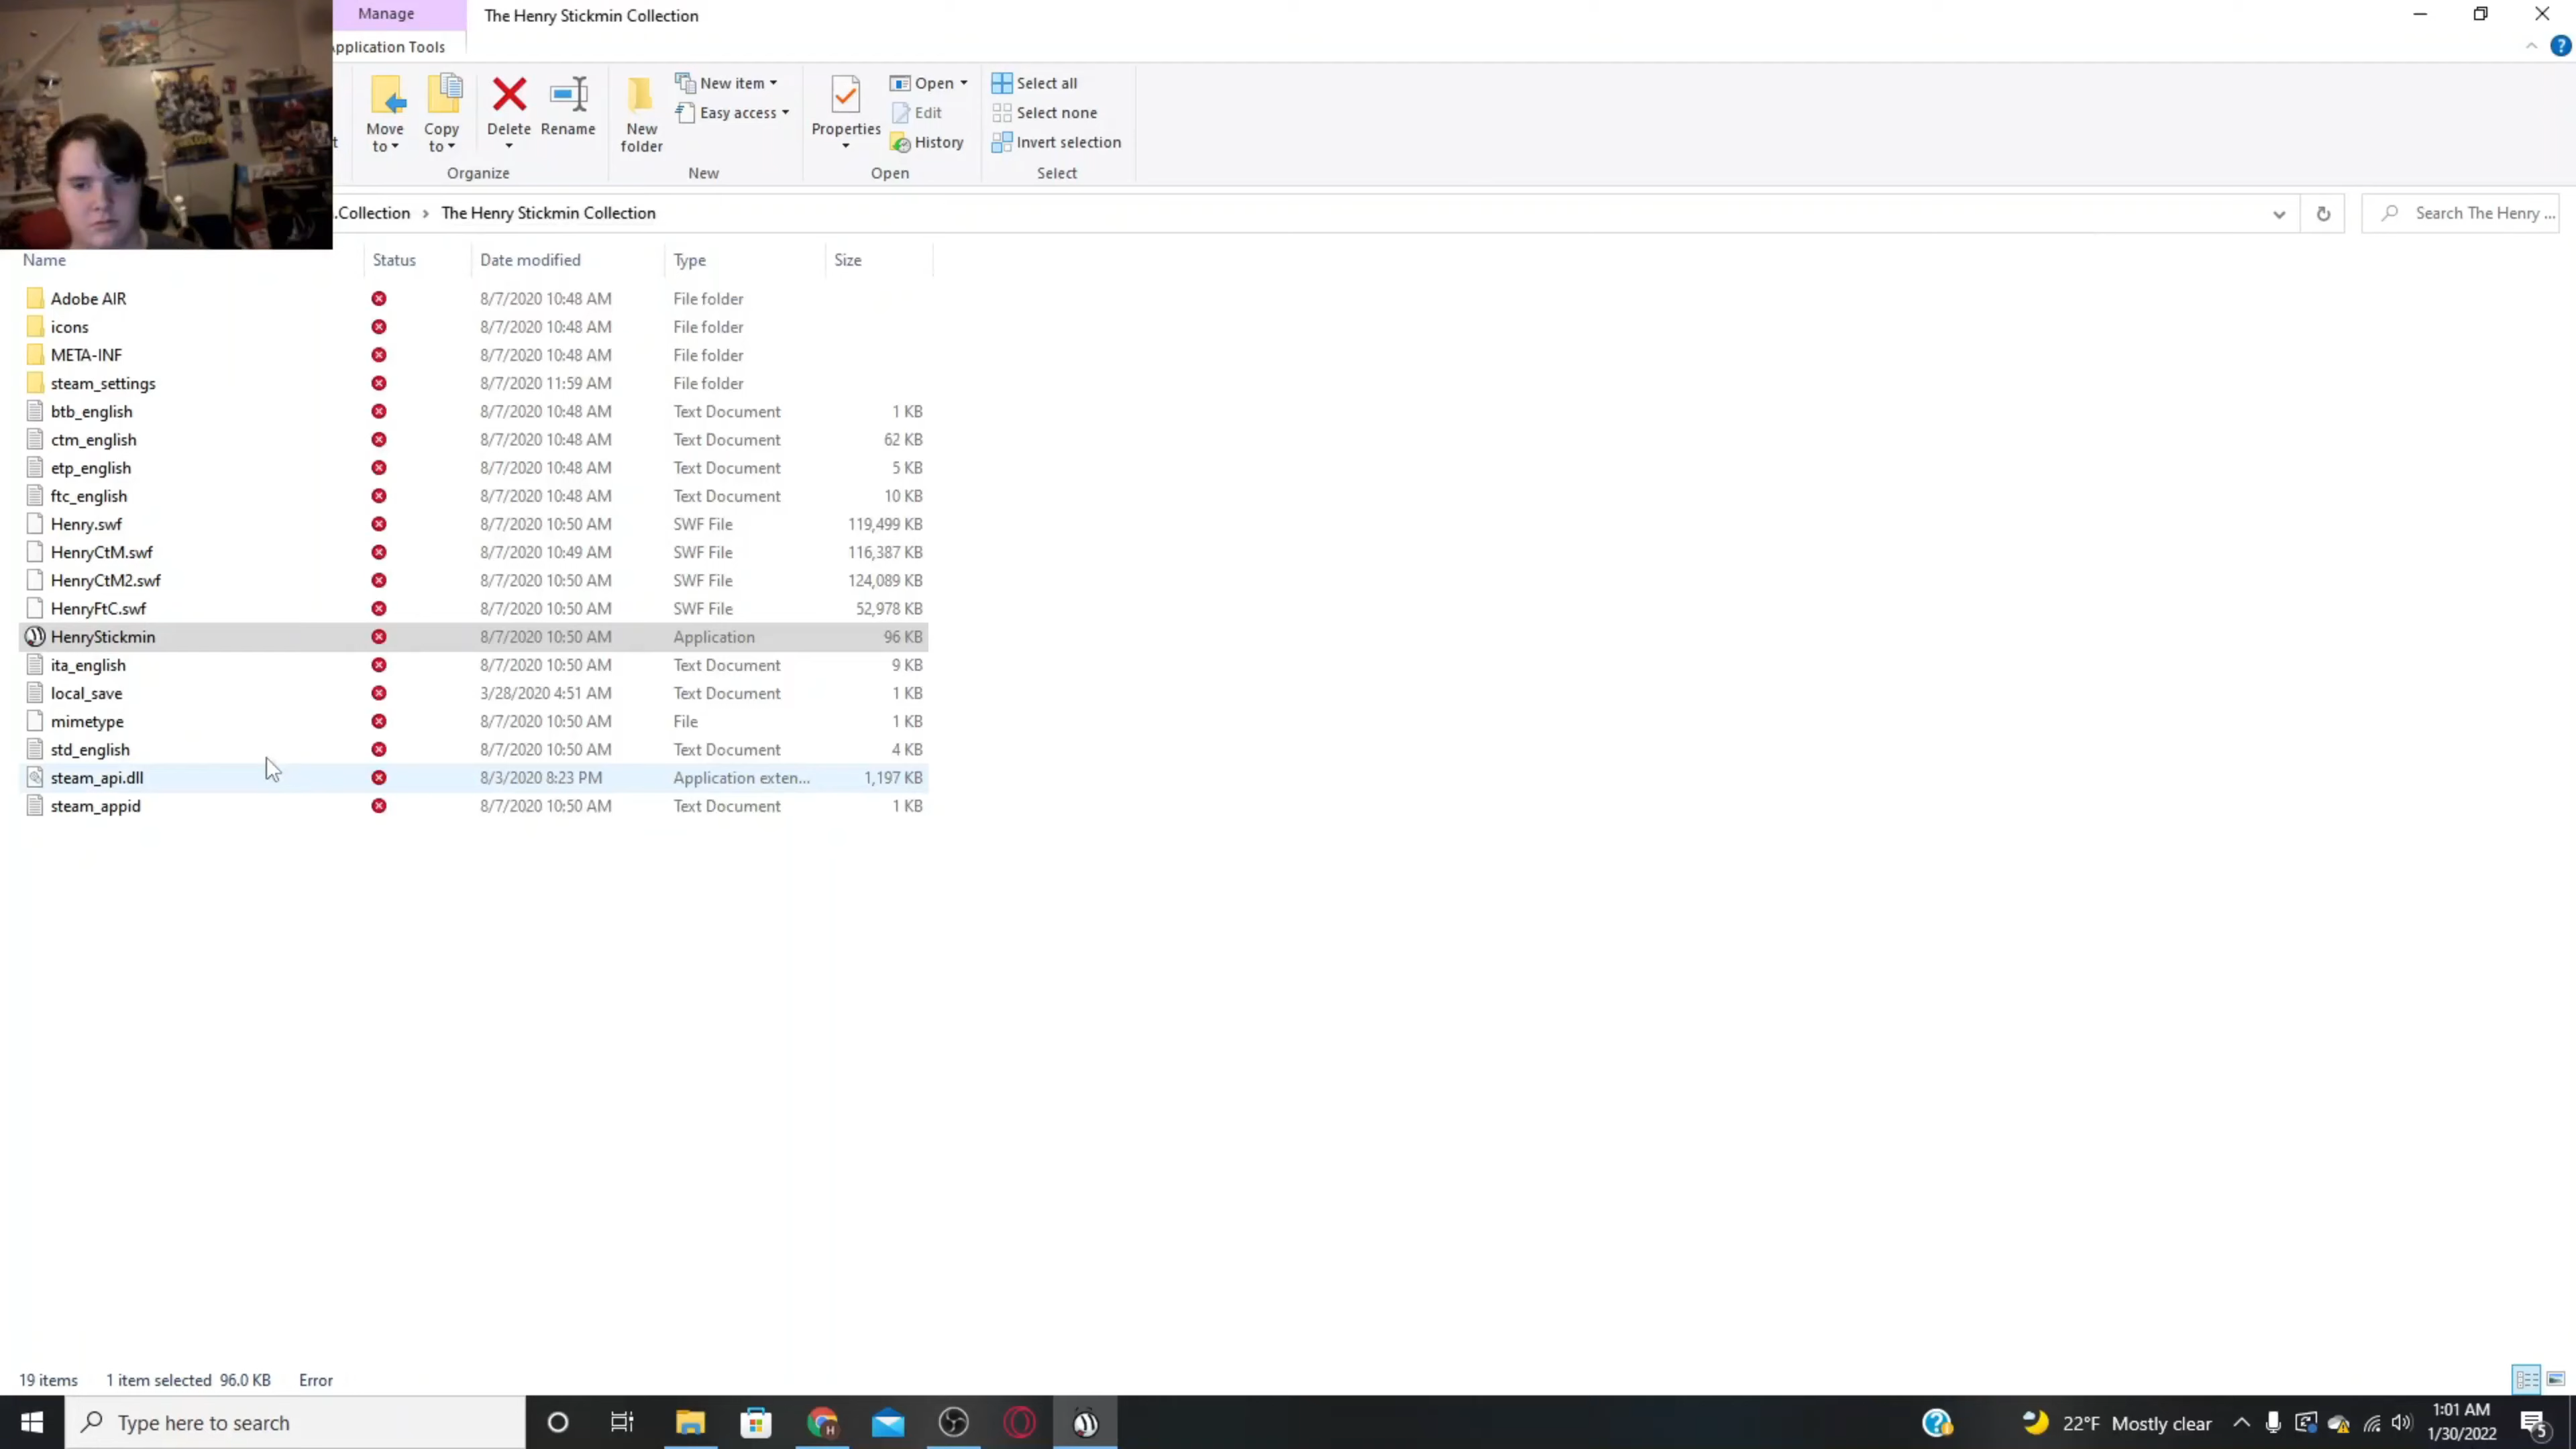 Manage
The Henry Stickmin Collection
pplication Tools
Move to
Copy to
Delete
Rename
New folder
New item
Easy access
Properties
Open
Edit
History
Select all
Select none
Invert selection
t
Organize
New
Open
Select
.Collection > The Henry Stickmin Collection
Search The Henry ...
Name Status Date modified Type Size
Adobe AIR 8/7/2020 10:48 AM File folder
icons 8/7/2020 10:48 AM File folder
META-INF 8/7/2020 10:48 AM File folder
steam_settings 8/7/2020 11:59 AM File folder
btb_english 8/7/2020 10:48 AM Text Document 1 KB
ctm_english 8/7/2020 10:48 AM Text Document 62 KB
etp_english 8/7/2020 10:48 AM Text Document 5 KB
ftc_english 8/7/2020 10:48 AM Text Document 10 KB
Henry.swf 8/7/2020 10:50 AM SWF File 119,499 KB
HenryCtM.swf 8/7/2020 10:49 AM SWF File 116,387 KB
HenryCtM2.swf 8/7/2020 10:50 AM SWF File 124,089 KB
HenryFtC.swf 8/7/2020 10:50 AM SWF File 52,978 KB
HenryStickmin 8/7/2020 10:50 AM Application 96 KB
ita_english 8/7/2020 10:50 AM Text Document 9 KB
local_save 3/28/2020 4:51 AM Text Document 1 KB
mimetype 8/7/2020 10:50 AM File 1 KB
std_english 8/7/2020 10:50 AM Text Document 4 KB
steam_api.dll 8/3/2020 8:23 PM Application exten... 1,197 KB
steam_appid 8/7/2020 10:50 AM Text Document 1 KB
19 items 1 item selected 96.0 KB Error
Type here to search
22°F Mostly clear
1:01 AM
1/30/2022
5